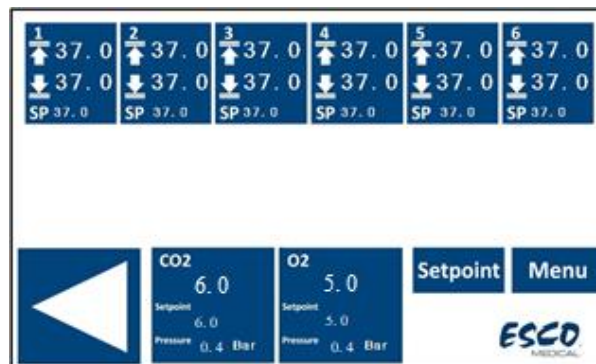 1 2 3 4 5 6
37.0 37.0 37.0 37.0 37.0 37.0
37.0 37.0 37.0 37.0 37.0 37.0
SP 37.0 SP 37.0 SP 37.0 SP 37.0 SP 37.0 SP 37.0
CO2
6.0
Setpoint
6.0
Pressure 0.4 Bar
O2
5.0
Setpoint
5.0
Pressure 0.4 Bar
Setpoint
Menu
ESCO
MEDICAL